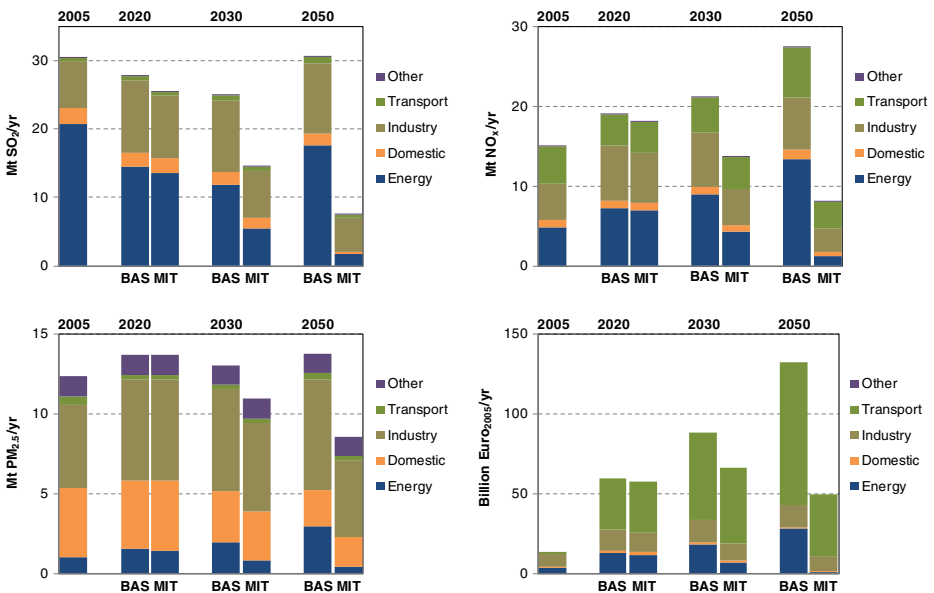 2005 2020 2030 2050
30
20
10
0
Mt SO2/yr
BAS MIT BAS MIT BAS MIT
Other
Transport
Industry
Domestic
Energy
2005 2020 2030 2050
30
20
10
0
Mt NOx/yr
BAS MIT BAS MIT BAS MIT
Other
Transport
Industry
Domestic
Energy
2005 2020 2030 2050
15
10
5
0
Mt PM2.5/yr
BAS MIT BAS MIT BAS MIT
Other
Transport
Industry
Domestic
Energy
2005 2020 2030 2050
150
100
50
0
Billion Euro2005/yr
BAS MIT BAS MIT BAS MIT
Other
Transport
Industry
Domestic
Energy